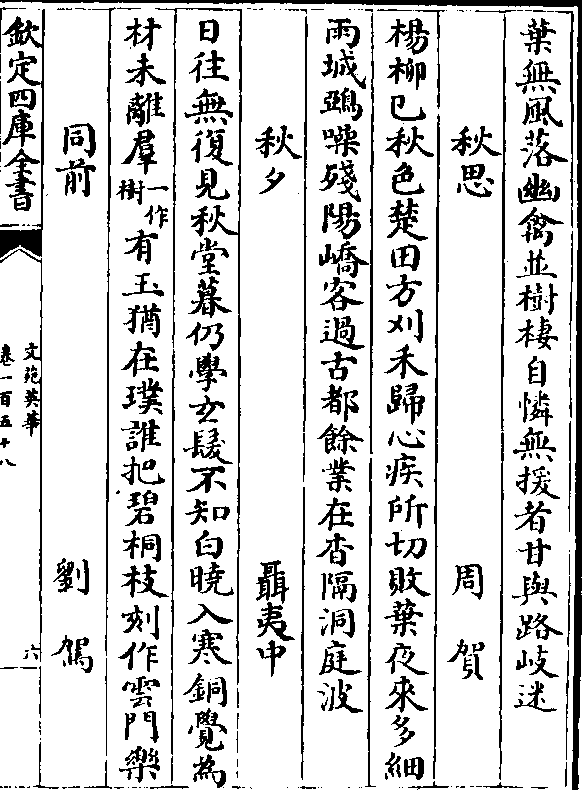 葉無風落幽禽並樹棲自憐無援者甘與路岐迷
秋思 周賀
楊柳已秋色楚田方刈禾歸心疾所切敗葉夜來多細
雨城鵶噪殘陽嶠客過古都餘業在杳隔洞庭波
秋夕 聶夷中
日往無復見秋堂暮仍學玄髮不知白曉入寒銅覺為
材未離羣一作樹有玉猶在璞誰把碧桐枝刻作雲門樂
同前 劉駕
欽定四庫全書
文苑英華
卷一百五十八
六